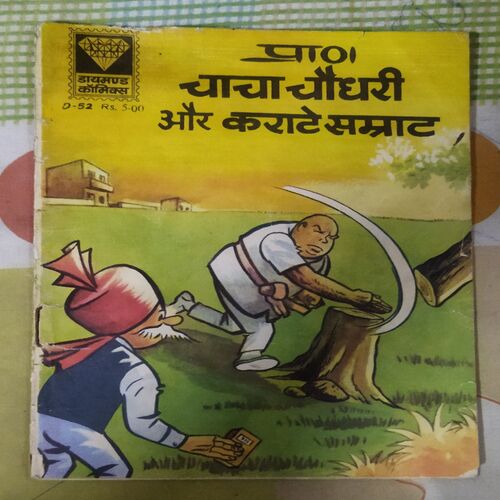 डायमण्ड
कॉमिक्स
D-52 Rs. 5-00
प्राण
चाचा चौधरी
और कराटे सम्राट